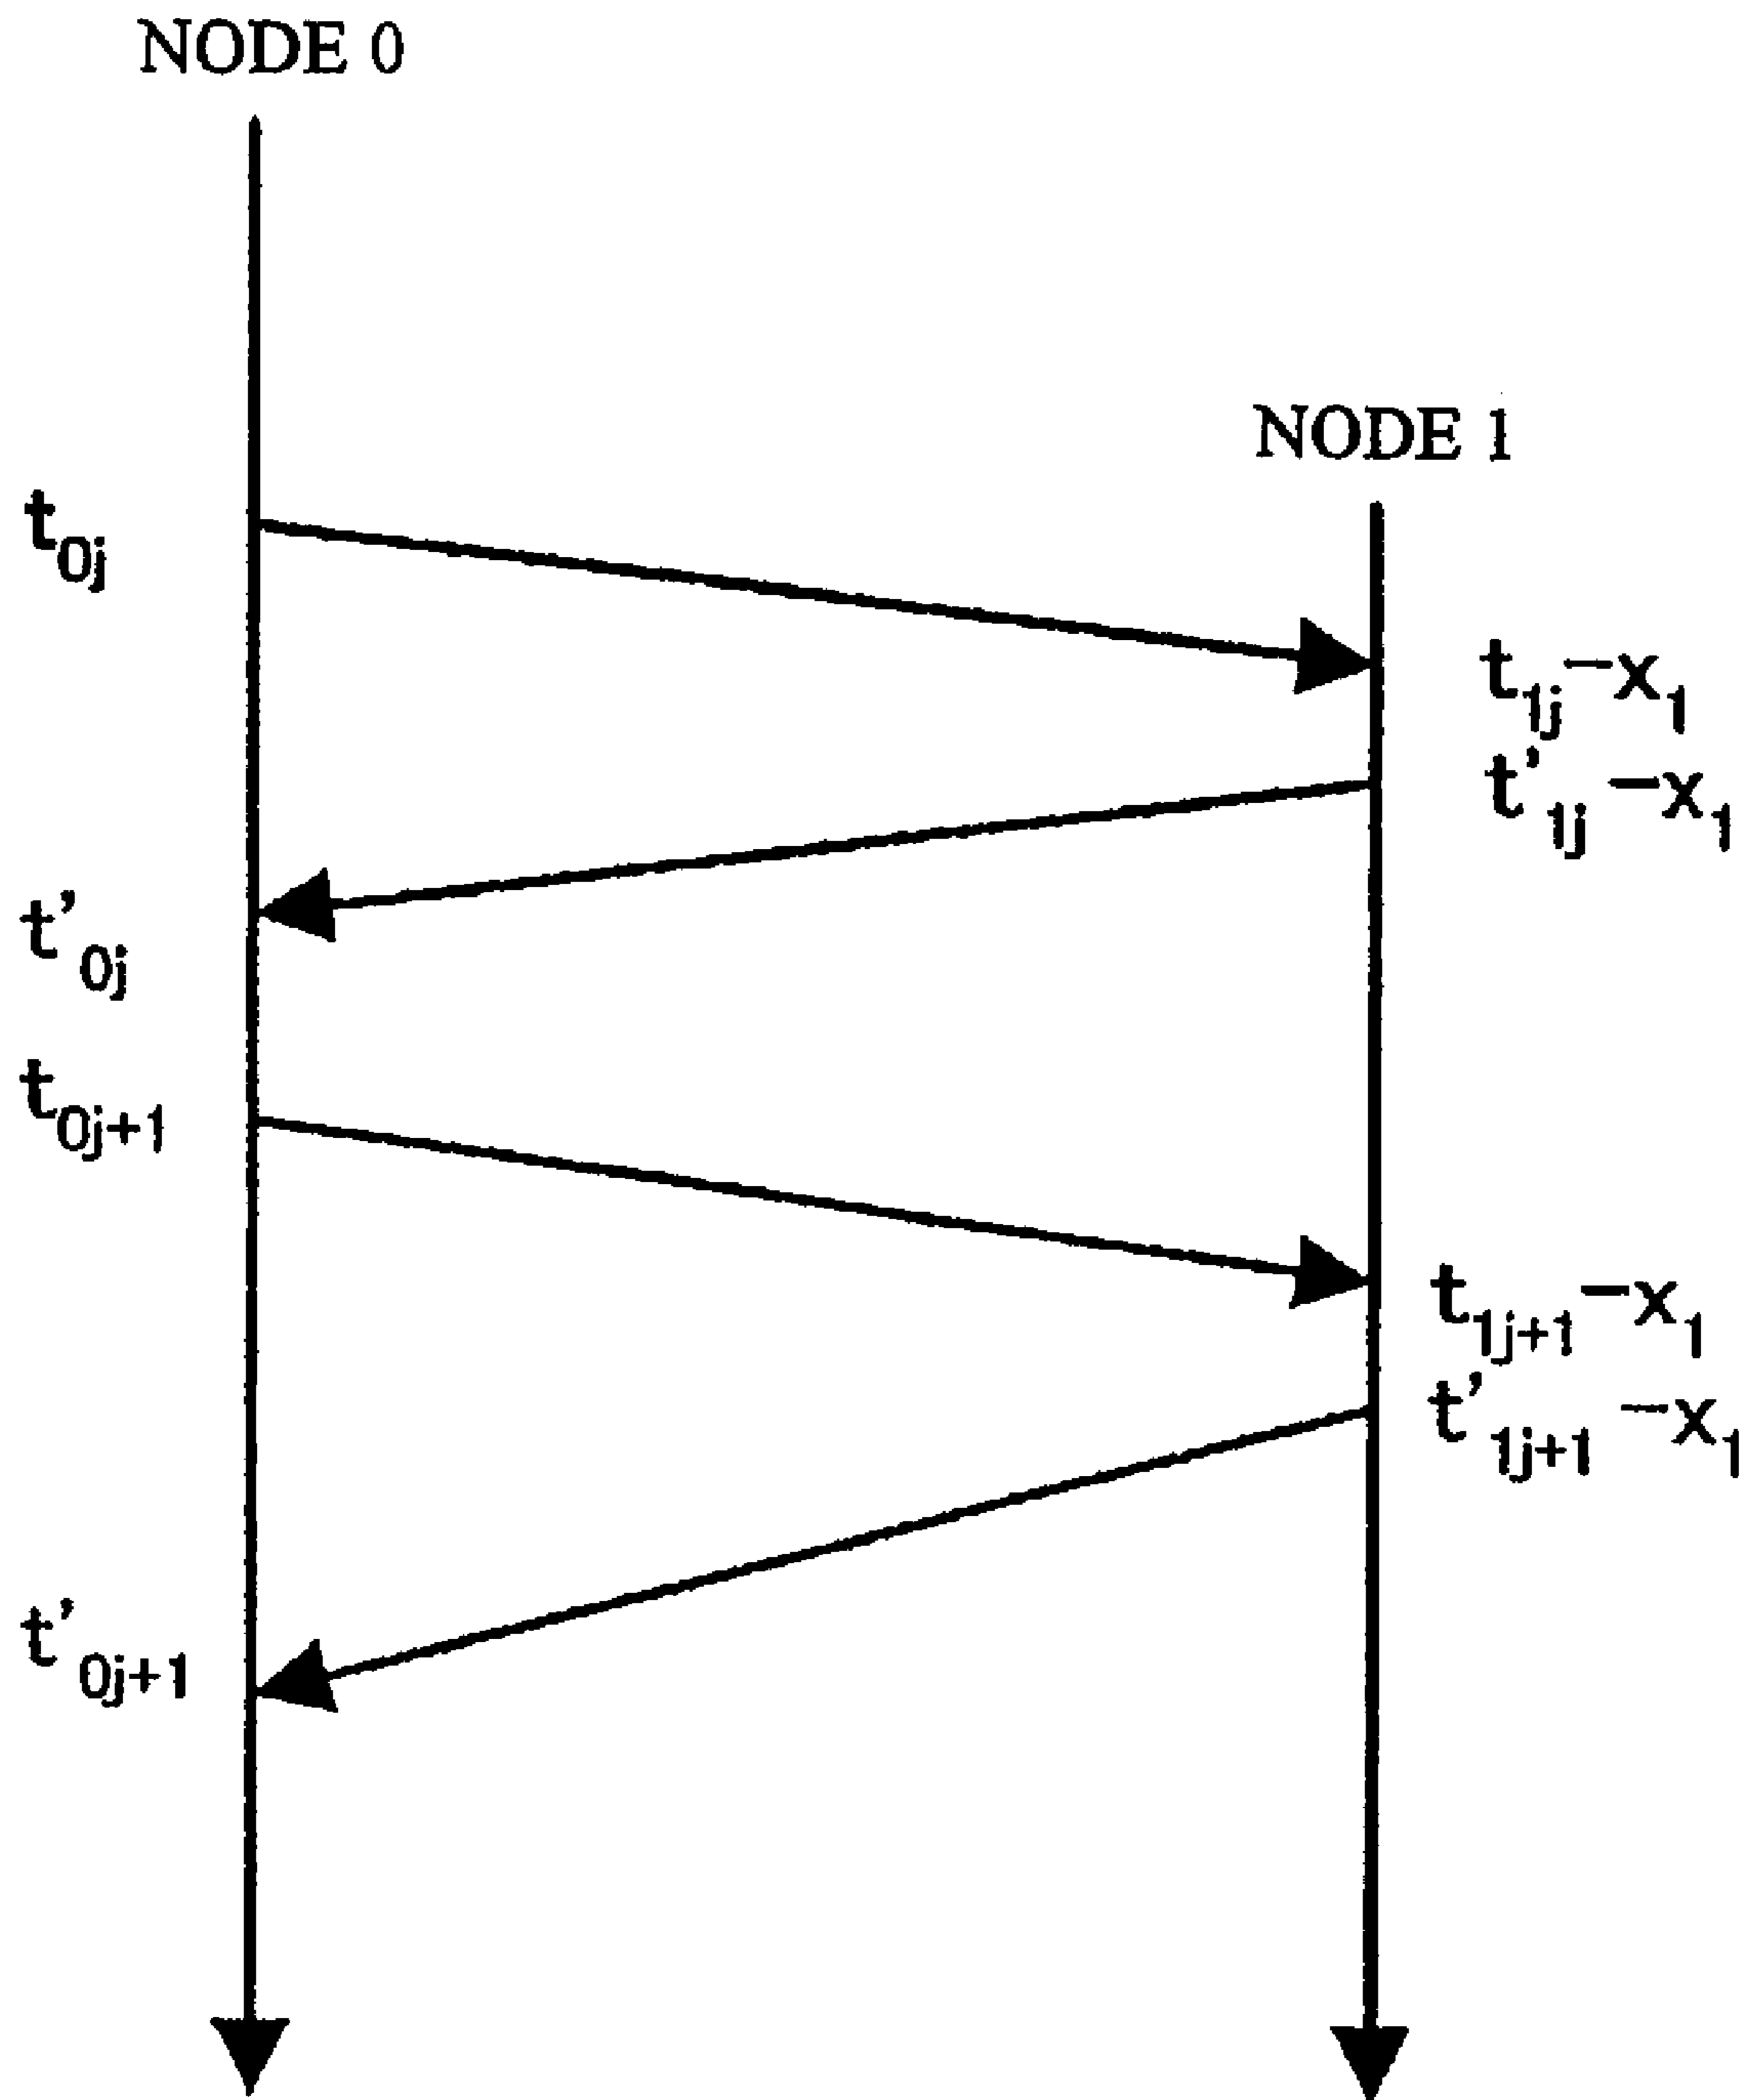 NODE 0
NODE 1
t₀ⱼ
t₁ⱼ−x₁
t'₁ⱼ −x₁
t'₀ⱼ
t₀ⱼ₊₁
t₁ⱼ₊₁−x₁
t'₁ⱼ₊₁ −x₁
t'₀ⱼ₊₁